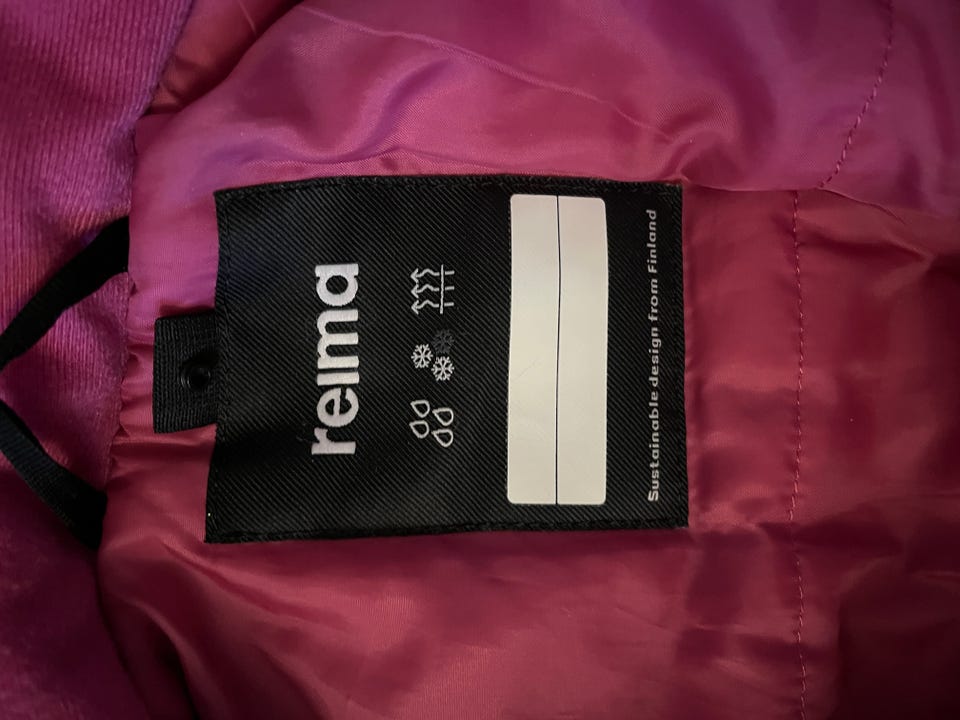 reima
Sustainable design from Finland